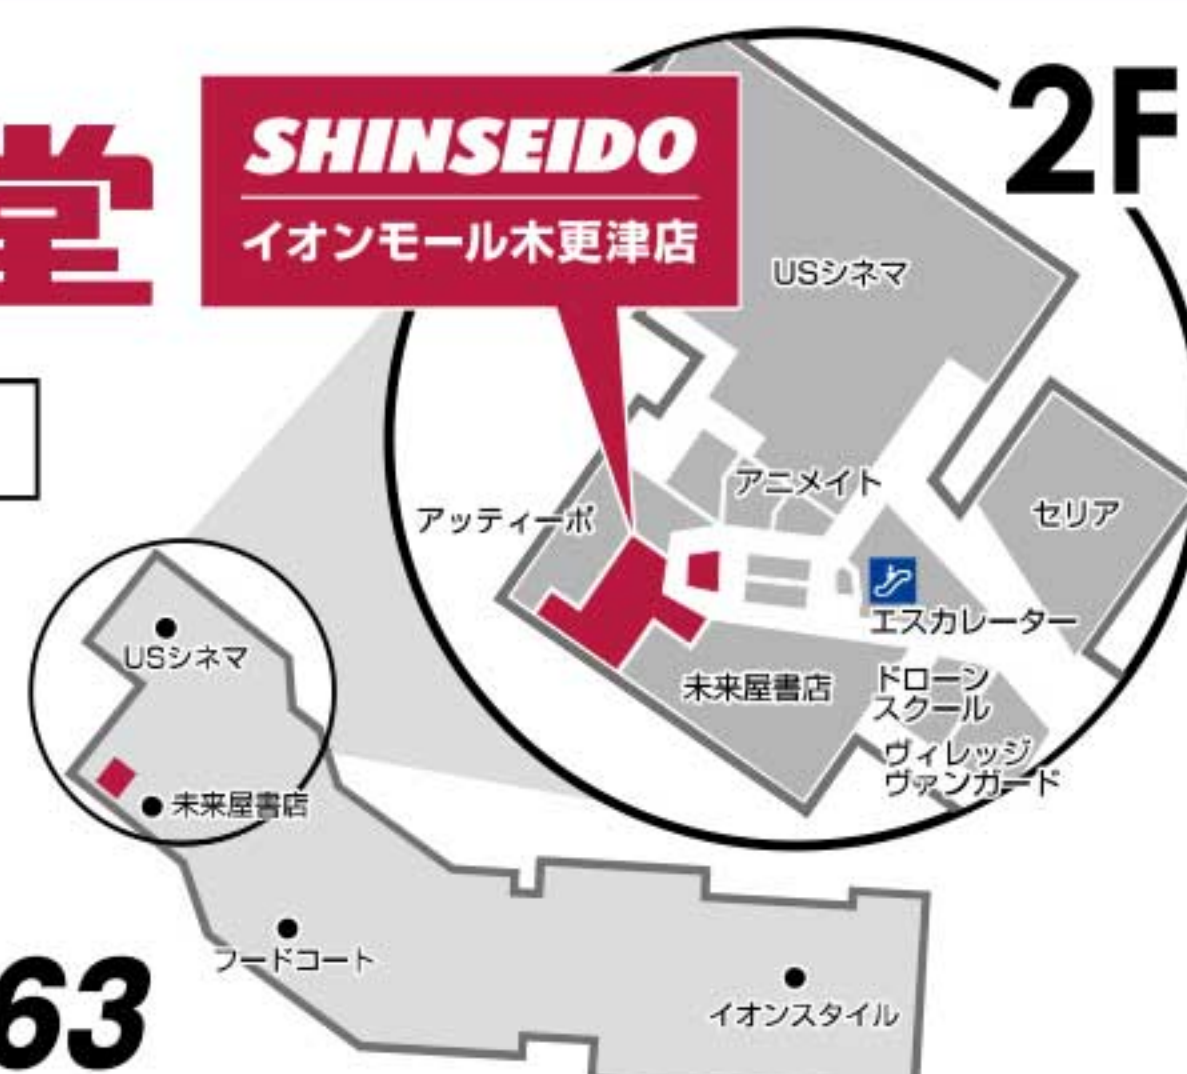 2F
堂
SHINSEIDO
イオンモール木更津店
USシネマ
アニメイト
アッティーボ
セリア
エスカレーター
未来屋書店
ドローン
スクール
ヴィレッジ
ヴァンガード
USシネマ
未来屋書店
フードコート
イオンスタイル
63